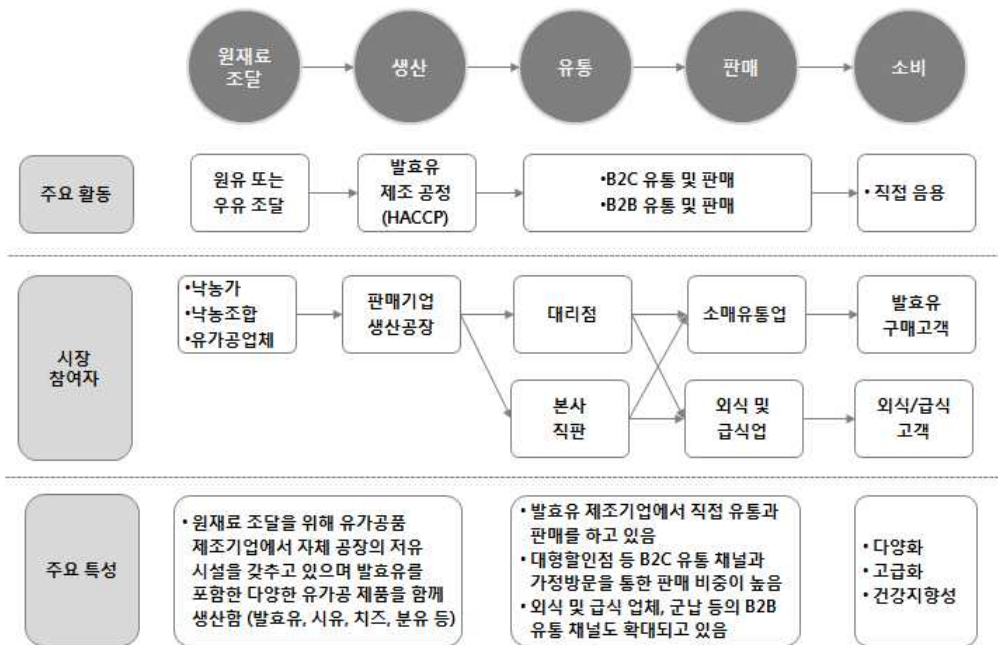 원재료
조달
생산
유통
판매
소비
주요 활동
원유 또는
우유 조달
발효유
제조 공정
(HACCP)
•B2C 유통 및 판매
•B2B 유통 및 판매
• 직접 음용
시장
참여자
•낙농가
•낙농조합
•유가공업체
판매기업
생산공장
대리점
소매유통업
발효유
구매고객
본사
직판
외식 및
급식업
외식/급식
고객
주요 특성
• 원재료 조달을 위해 유가공품
제조기업에서 자체 공장의 저유
시설을 갖추고 있으며 발효유를
포함한 다양한 유가공 제품을 함께
생산함 (발효유, 시유, 치즈, 분유 등)
• 발효유 제조기업에서 직접 유통과
판매를 하고 있음
• 대형할인점 등 B2C 유통 채널과
가정방문을 통한 판매 비중이 높음
• 외식 및 급식 업체, 군납 등의 B2B
유통 채널도 확대되고 있음
• 다양화
• 고급화
• 건강지향성